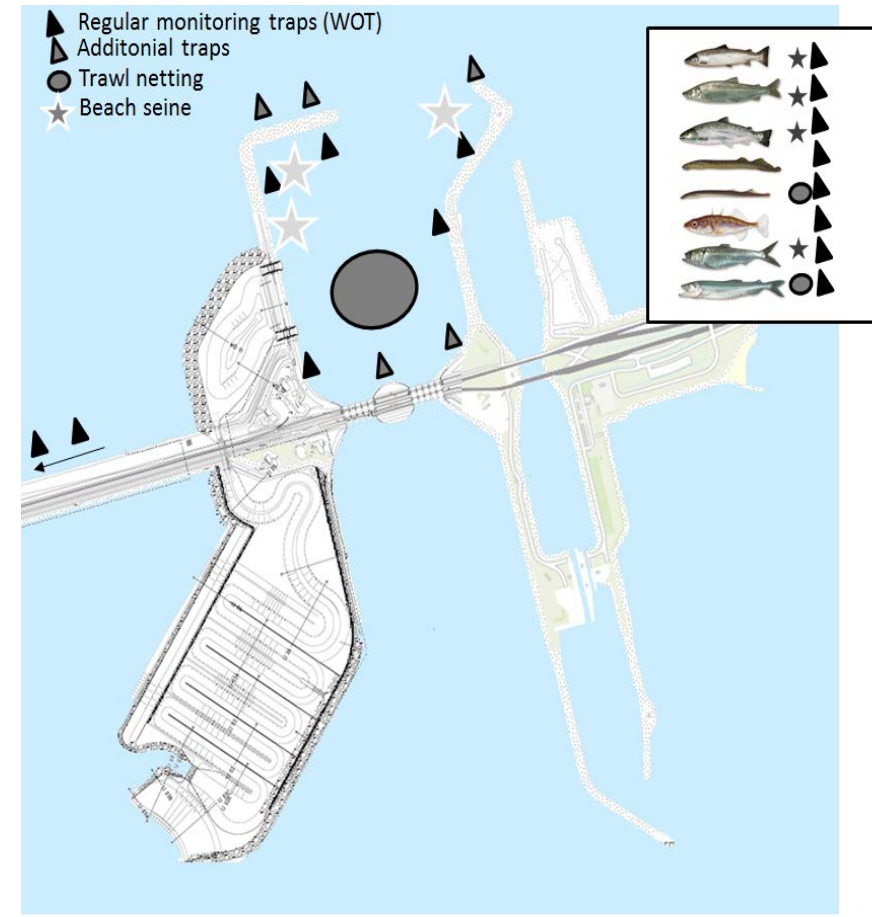 Regular monitoring traps (WOT)
Additonial traps
Trawl netting
Beach seine